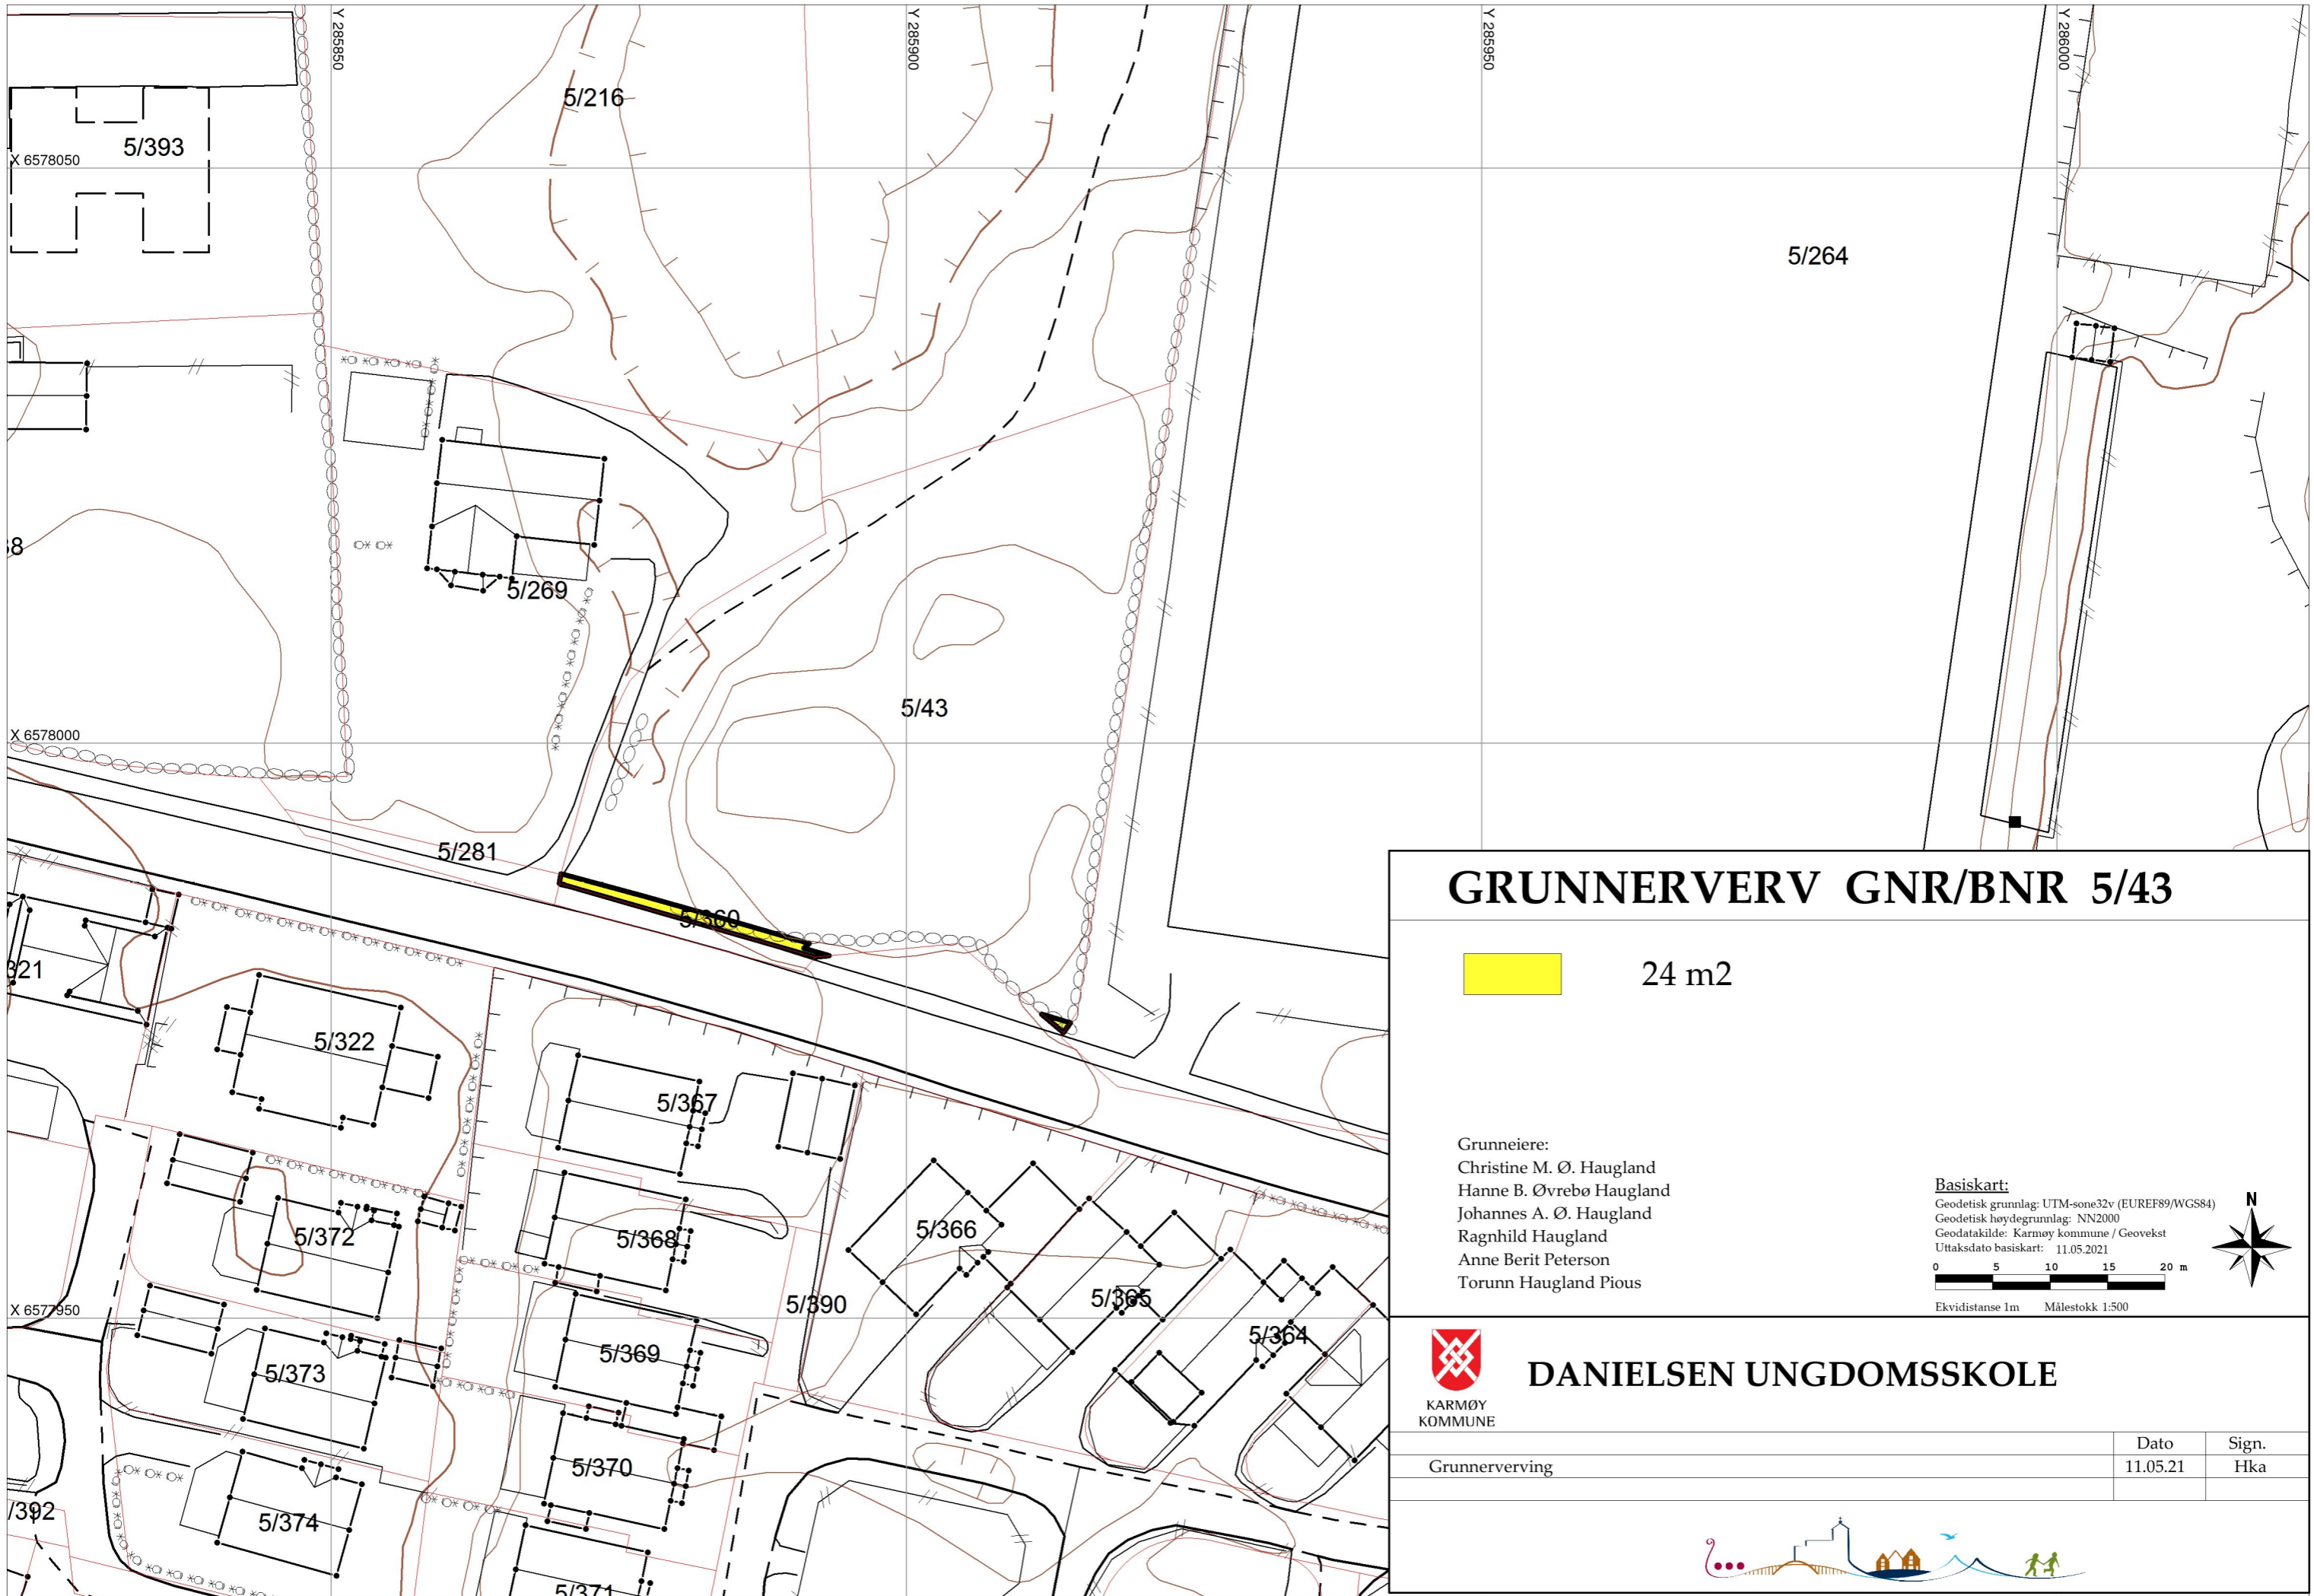 Y 285850
Y 285900
Y 285950
Y 286000
5/216
5/393
X 6578050
5/264
5/269
5/43
X 6578000
5/281
5/360
321
5/322
5/367
5/372
5/368
5/366
5/390
5/365
X 6577950
5/364
5/373
5/369
5/370
/392
5/374
5/371
GRUNNERVERV GNR/BNR 5/43
24 m2
Grunneiere:
Christine M. Ø. Haugland
Hanne B. Øvrebø Haugland
Johannes A. Ø. Haugland
Ragnhild Haugland
Anne Berit Peterson
Torunn Haugland Pious
Basiskart:
Geodetisk grunnlag: UTM-sone32v (EUREF89/WGS84)
Geodetisk høydegrunnlag: NN2000
Geodatakilde: Karmøy kommune / Geovekst
Uttaksdato basiskart: 11.05.2021
N
0 5 10 15 20 m
Ekvidistanse 1m Målestokk 1:500
KARMØY
KOMMUNE
DANIELSEN UNGDOMSSKOLE
Dato Sign.
Grunnerverving 11.05.21 Hka